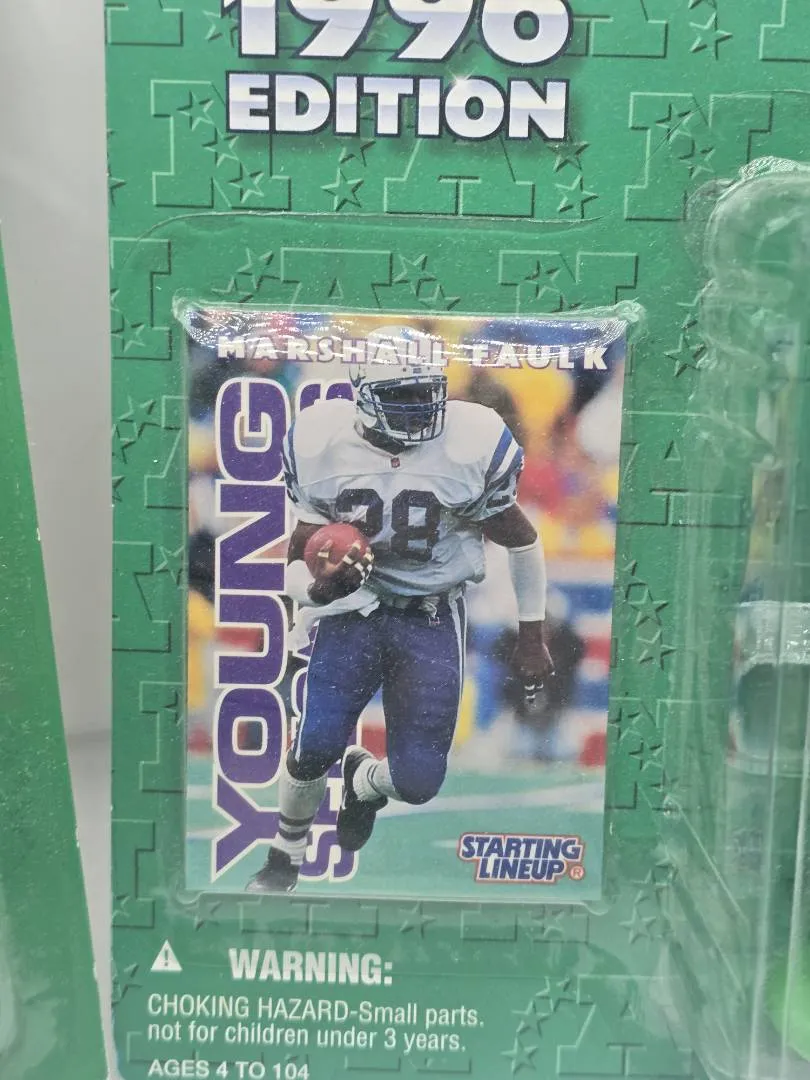 1996
EDITION
MARSHALL FAULK
YOUNG
28
STARTING
LINEUP®
WARNING:
CHOKING HAZARD-Small parts.
not for children under 3 years.
AGES 4 TO 104